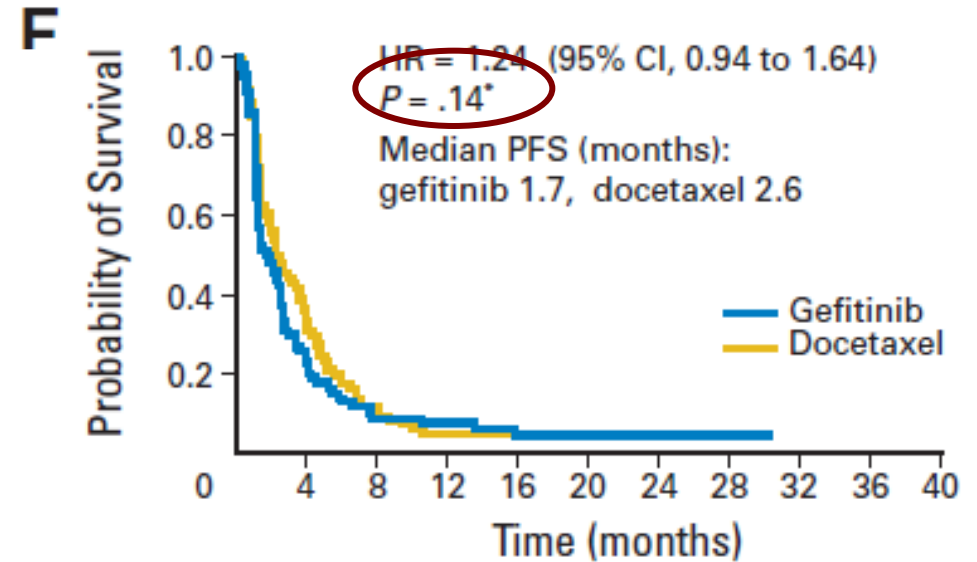 F
HR = 1.24 (95% CI, 0.94 to 1.64)
P = .14*
Median PFS (months):
gefitinib 1.7, docetaxel 2.6
Probability of Survival
1.0
0.8
0.6
0.4
0.2
Gefitinib
Docetaxel
0 4 8 12 16 20 24 28 32 36 40
Time (months)